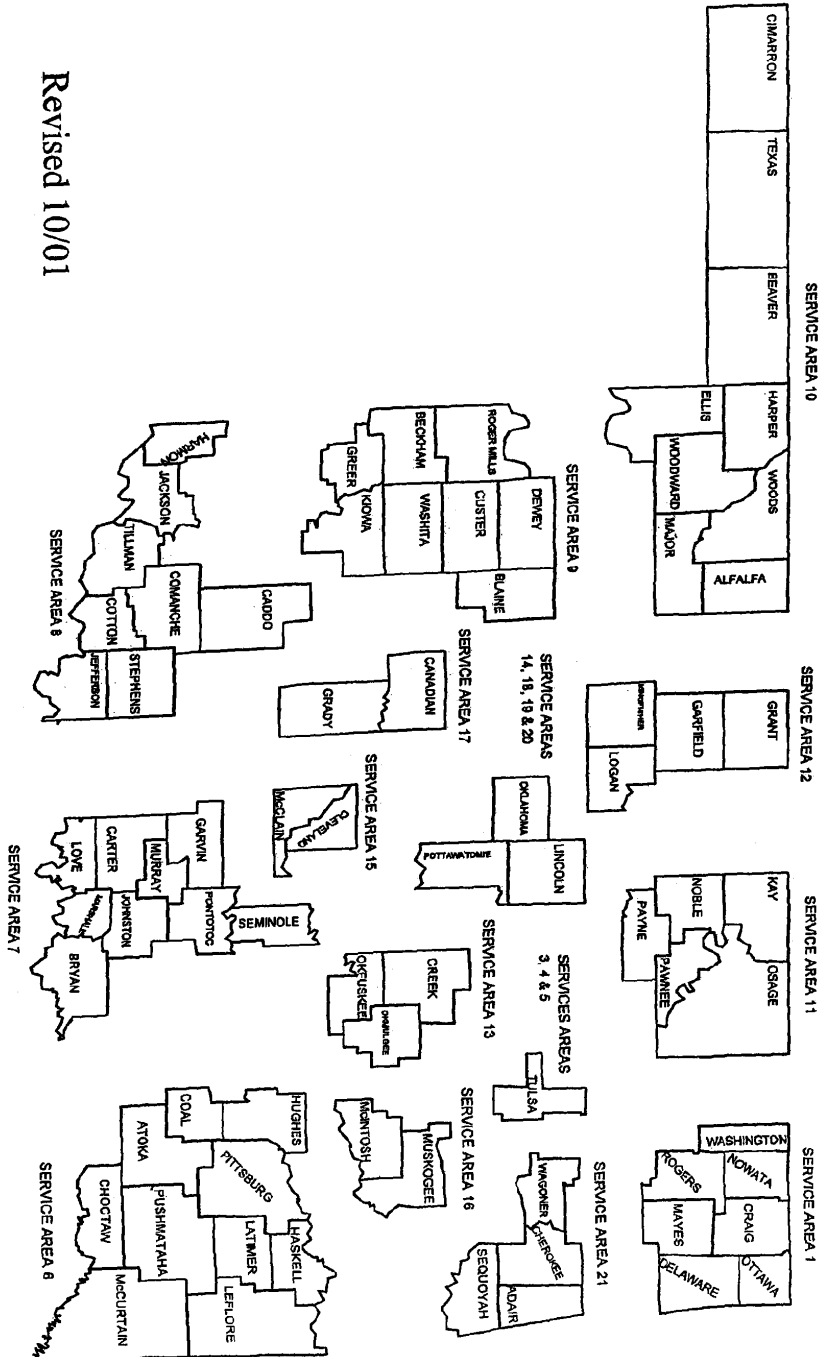 SERVICE AREA 10
CIMARRON
TEXAS
BEAVER
HARPER
ELLIS
WOODS
WOODWARD
MAJOR
ALFALFA
SERVICE AREA 12
GRANT
GARFIELD
KINGFISHER
LOGAN
SERVICE AREA 11
KAY
OSAGE
NOBLE
PAWNEE
PAYNE
SERVICE AREA 1
WASHINGTON
NOWATA
CRAIG
OTTAWA
ROGERS
MAYES
DELAWARE
SERVICE AREA 9
ROGER MILLS
DEWEY
CUSTER
BLAINE
BECKHAM
WASHITA
GREER
KIOWA
SERVICE AREAS
14, 18, 19 & 20
OKLAHOMA
LINCOLN
POTTAWATOMIE
SERVICES AREAS
3, 4 & 5
TULSA
SERVICE AREA 21
WAGONER
CHEROKEE
ADAIR
SEQUOYAH
SERVICE AREA 17
CANADIAN
GRADY
SERVICE AREA 15
CLEVELAND
McCLAIN
SERVICE AREA 13
CREEK
OKFUSKEE
OKMULGEE
SERVICE AREA 16
MUSKOGEE
McINTOSH
HARMON
JACKSON
TILLMAN
CADDO
COMANCHE
COTTON
STEPHENS
JEFFERSON
SERVICE AREA 8
SEMINOLE
GARVIN
PONTOTOC
MURRAY
CARTER
JOHNSTON
LOVE
MARSHALL
BRYAN
SERVICE AREA 7
HUGHES
COAL
PITTSBURG
HASKELL
LATIMER
LEFLORE
ATOKA
PUSHMATAHA
CHOCTAW
McCURTAIN
SERVICE AREA 6
Revised 10/01